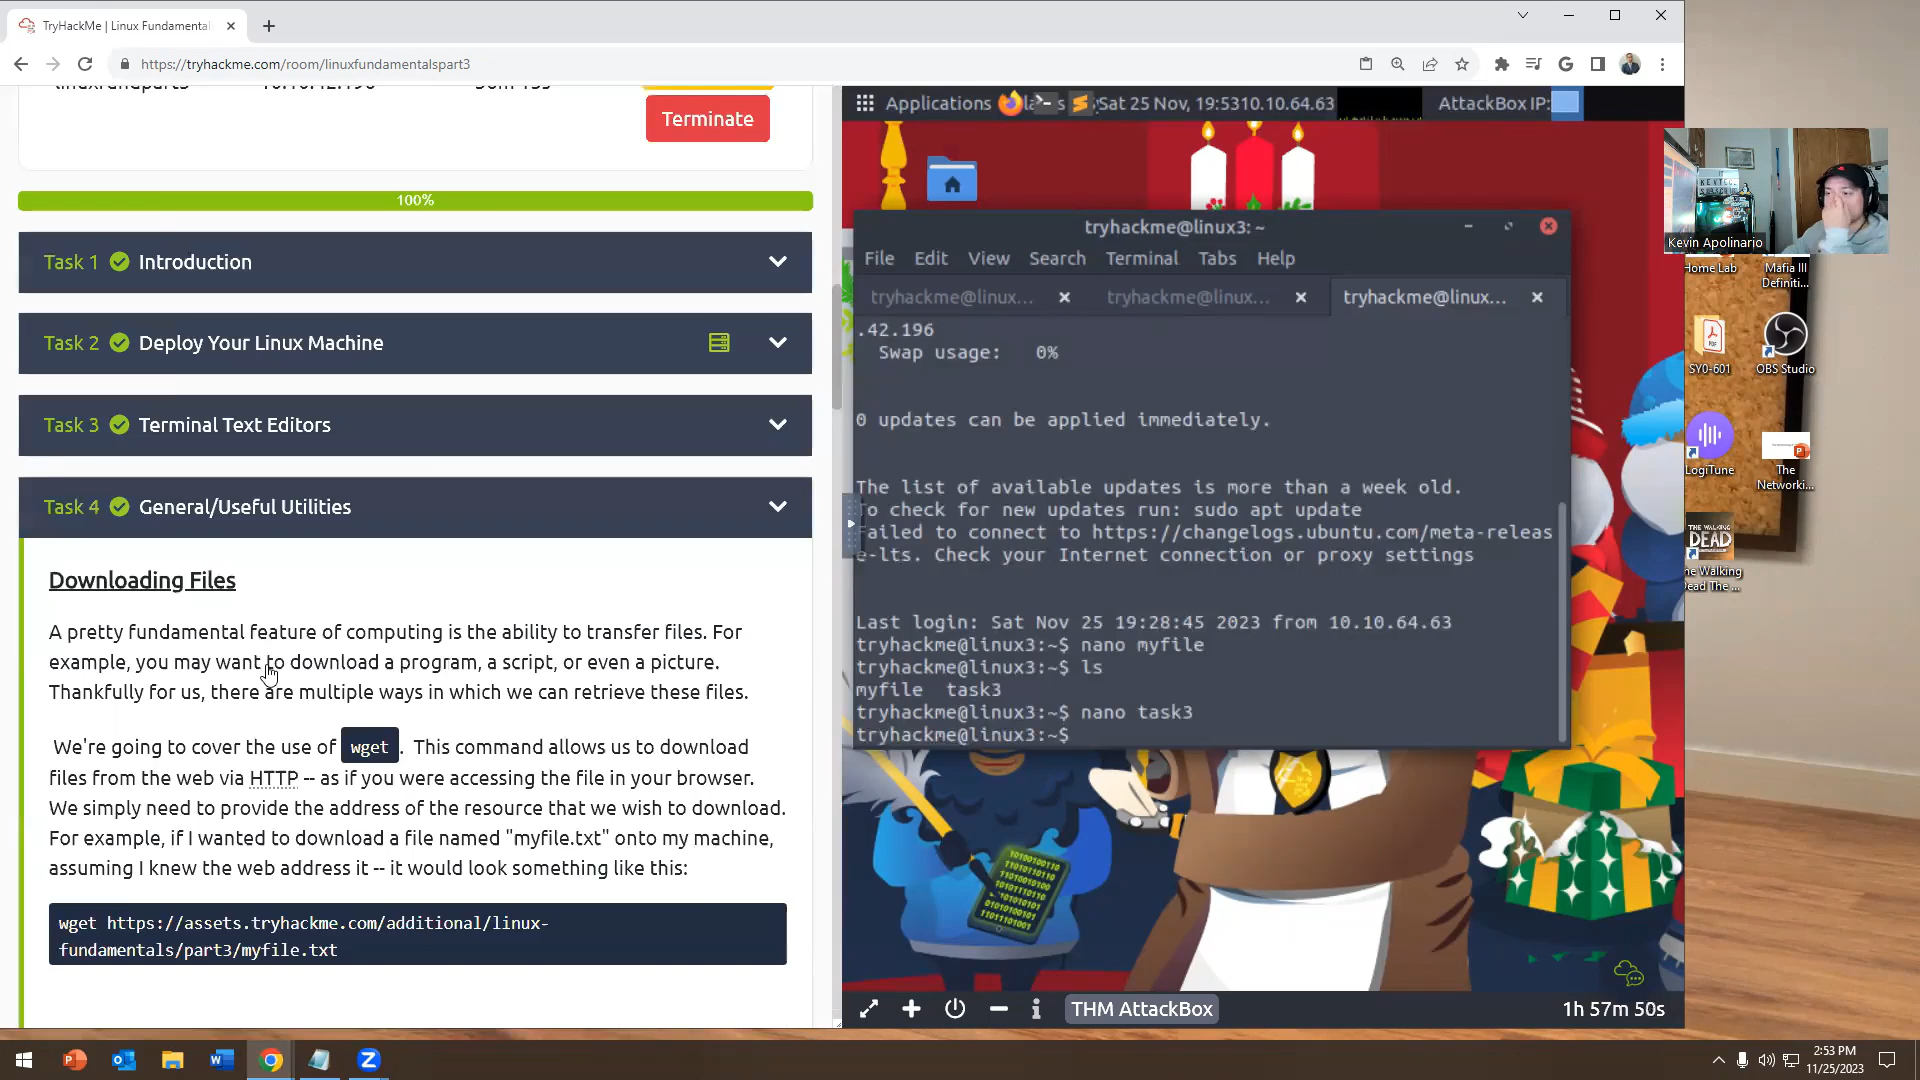 TryHackMe | Linux Fundamental
https://tryhackme.com/room/linuxfundamentalspart3
Terminate
100%
Task 1 Introduction
Task 2 Deploy Your Linux Machine
Task 3 Terminal Text Editors
Task 4 General/Useful Utilities
Downloading Files
A pretty fundamental feature of computing is the ability to transfer files. For
example, you may want to download a program, a script, or even a picture.
Thankfully for us, there are multiple ways in which we can retrieve these files.
We're going to cover the use of wget. This command allows us to download
files from the web via HTTP -- as if you were accessing the file in your browser.
We simply need to provide the address of the resource that we wish to download.
For example, if I wanted to download a file named "myfile.txt" onto my machine,
assuming I knew the web address it -- it would look something like this:
wget https://assets.tryhackme.com/additional/linux-
fundamentals/part3/myfile.txt
Applications
Sat 25 Nov, 19:5310.10.64.63
AttackBox IP:
tryhackme@linux3: ~
File Edit View Search Terminal Tabs Help
tryhackme@linux... tryhackme@linux... tryhackme@linux...
.42.196
Swap usage: 0%
0 updates can be applied immediately.
The list of available updates is more than a week old.
To check for new updates run: sudo apt update
Failed to connect to https://changelogs.ubuntu.com/meta-releas
e-lts. Check your Internet connection or proxy settings
Last login: Sat Nov 25 19:28:45 2023 from 10.10.64.63
tryhackme@linux3:~$ nano myfile
tryhackme@linux3:~$ ls
myfile task3
tryhackme@linux3:~$ nano task3
tryhackme@linux3:~$
THM AttackBox
1h 57m 50s
Kevin Apolinario
Home Lab
Mafia III
Definiti...
SY0-601
OBS Studio
LogiTune
The
Networki...
THE WALKING
DEAD
Dead The ...
2:53 PM
11/25/2023